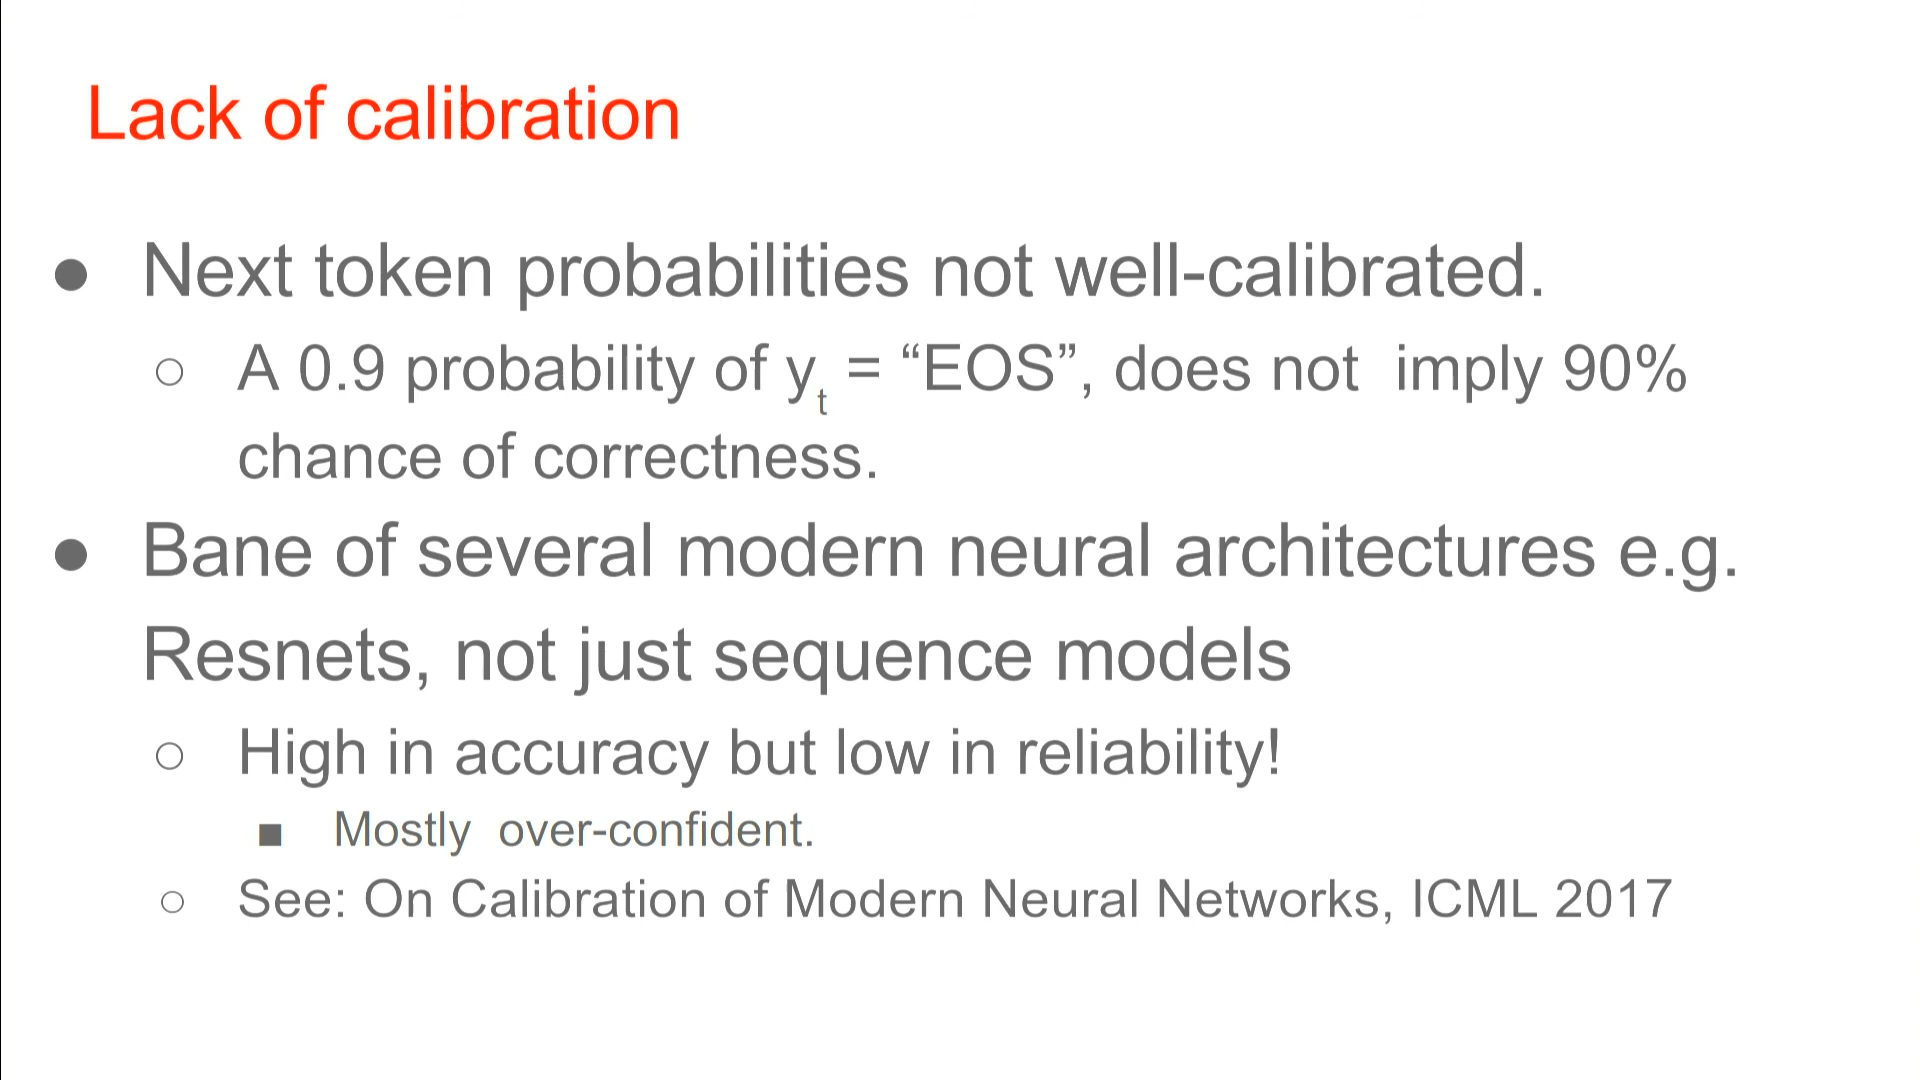 Lack of calibration
● Next token probabilities not well-calibrated.
○ A 0.9 probability of yt = “EOS”, does not imply 90%
chance of correctness.
● Bane of several modern neural architectures e.g.
Resnets, not just sequence models
○ High in accuracy but low in reliability!
■ Mostly over-confident.
○ See: On Calibration of Modern Neural Networks, ICML 2017